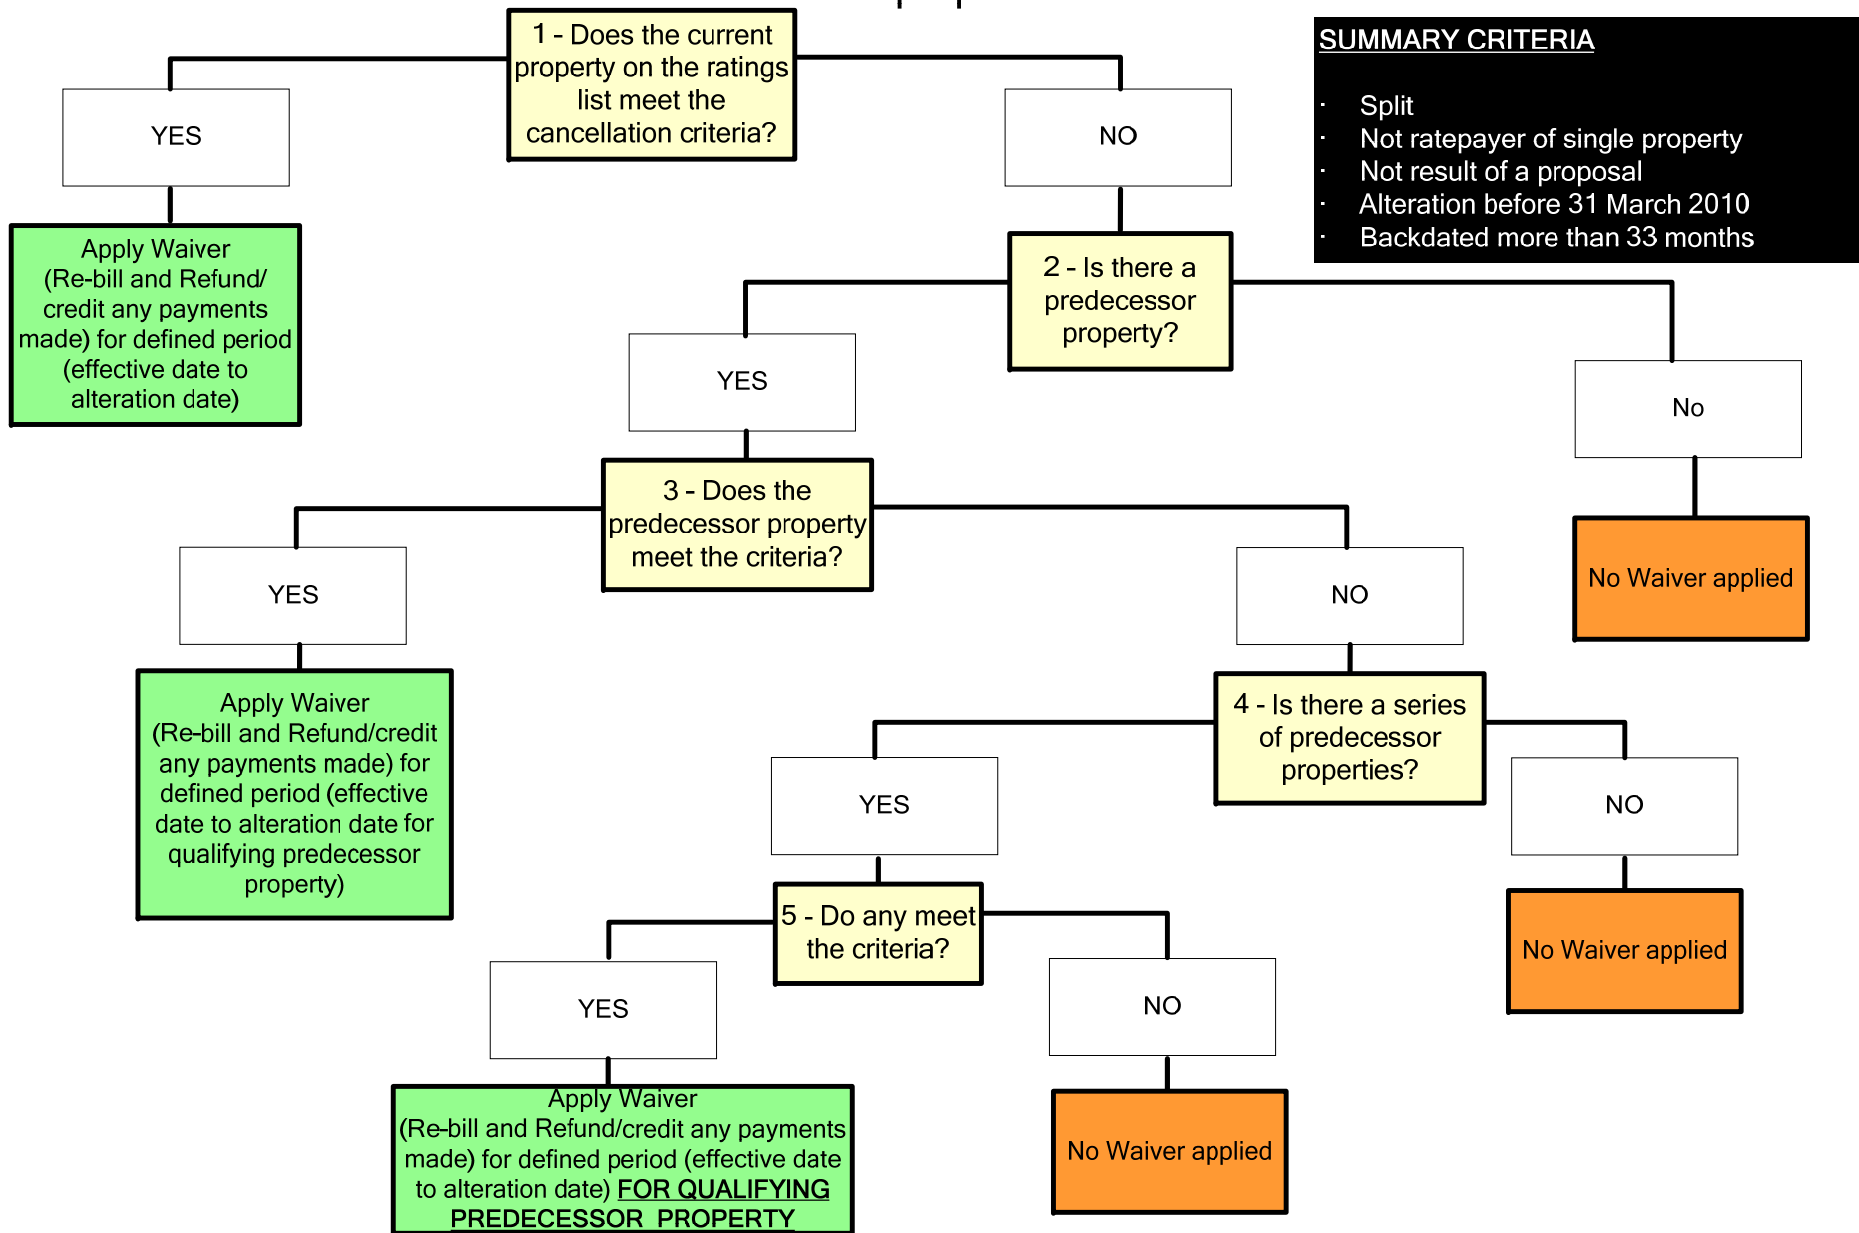 1 - Does the current
property on the ratings
list meet the
cancellation criteria?
SUMMARY CRITERIA
· Split
· Not ratepayer of single property
· Not result of a proposal
· Alteration before 31 March 2010
· Backdated more than 33 months
YES
NO
Apply Waiver
(Re-bill and Refund/
credit any payments
made) for defined period
(effective date to
alteration date)
2 - Is there a
predecessor
property?
YES
No
3 - Does the
predecessor property
meet the criteria?
No Waiver applied
YES
NO
Apply Waiver
(Re-bill and Refund/credit
any payments made) for
defined period (effective
date to alteration date for
qualifying predecessor
property)
4 - Is there a series
of predecessor
properties?
YES
NO
5 - Do any meet
the criteria?
No Waiver applied
YES
NO
Apply Waiver
(Re-bill and Refund/credit any payments
made) for defined period (effective date
to alteration date) FOR QUALIFYING
PREDECESSOR PROPERTY
No Waiver applied